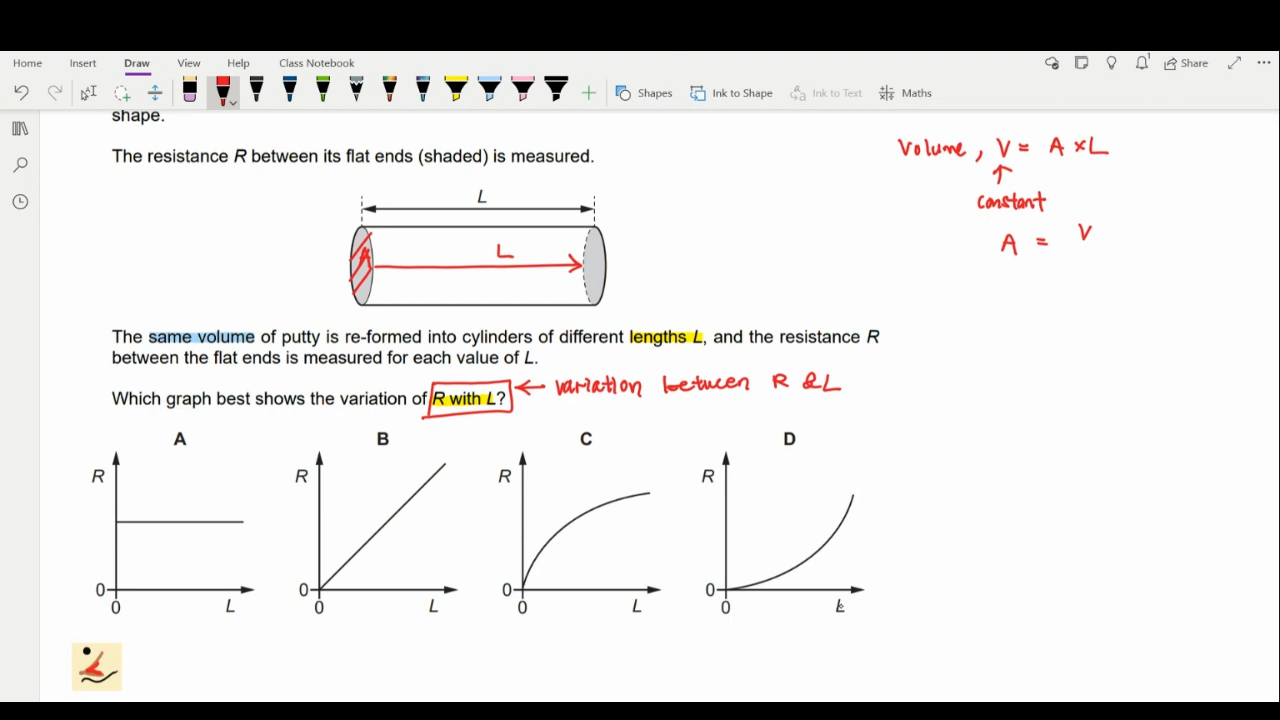 Home Insert Draw View Help Class Notebook Share
Shapes Ink to Shape Ink to Text Maths
shape.
The resistance R between its flat ends (shaded) is measured.
Volume, V = A × L
constant
A = V
L
A L
The same volume of putty is re-formed into cylinders of different lengths L, and the resistance R
between the flat ends is measured for each value of L.
Which graph best shows the variation of R with L? ← variation between R & L
A B C D
R R R R
0 0 0 0
0 L 0 L 0 L 0 L